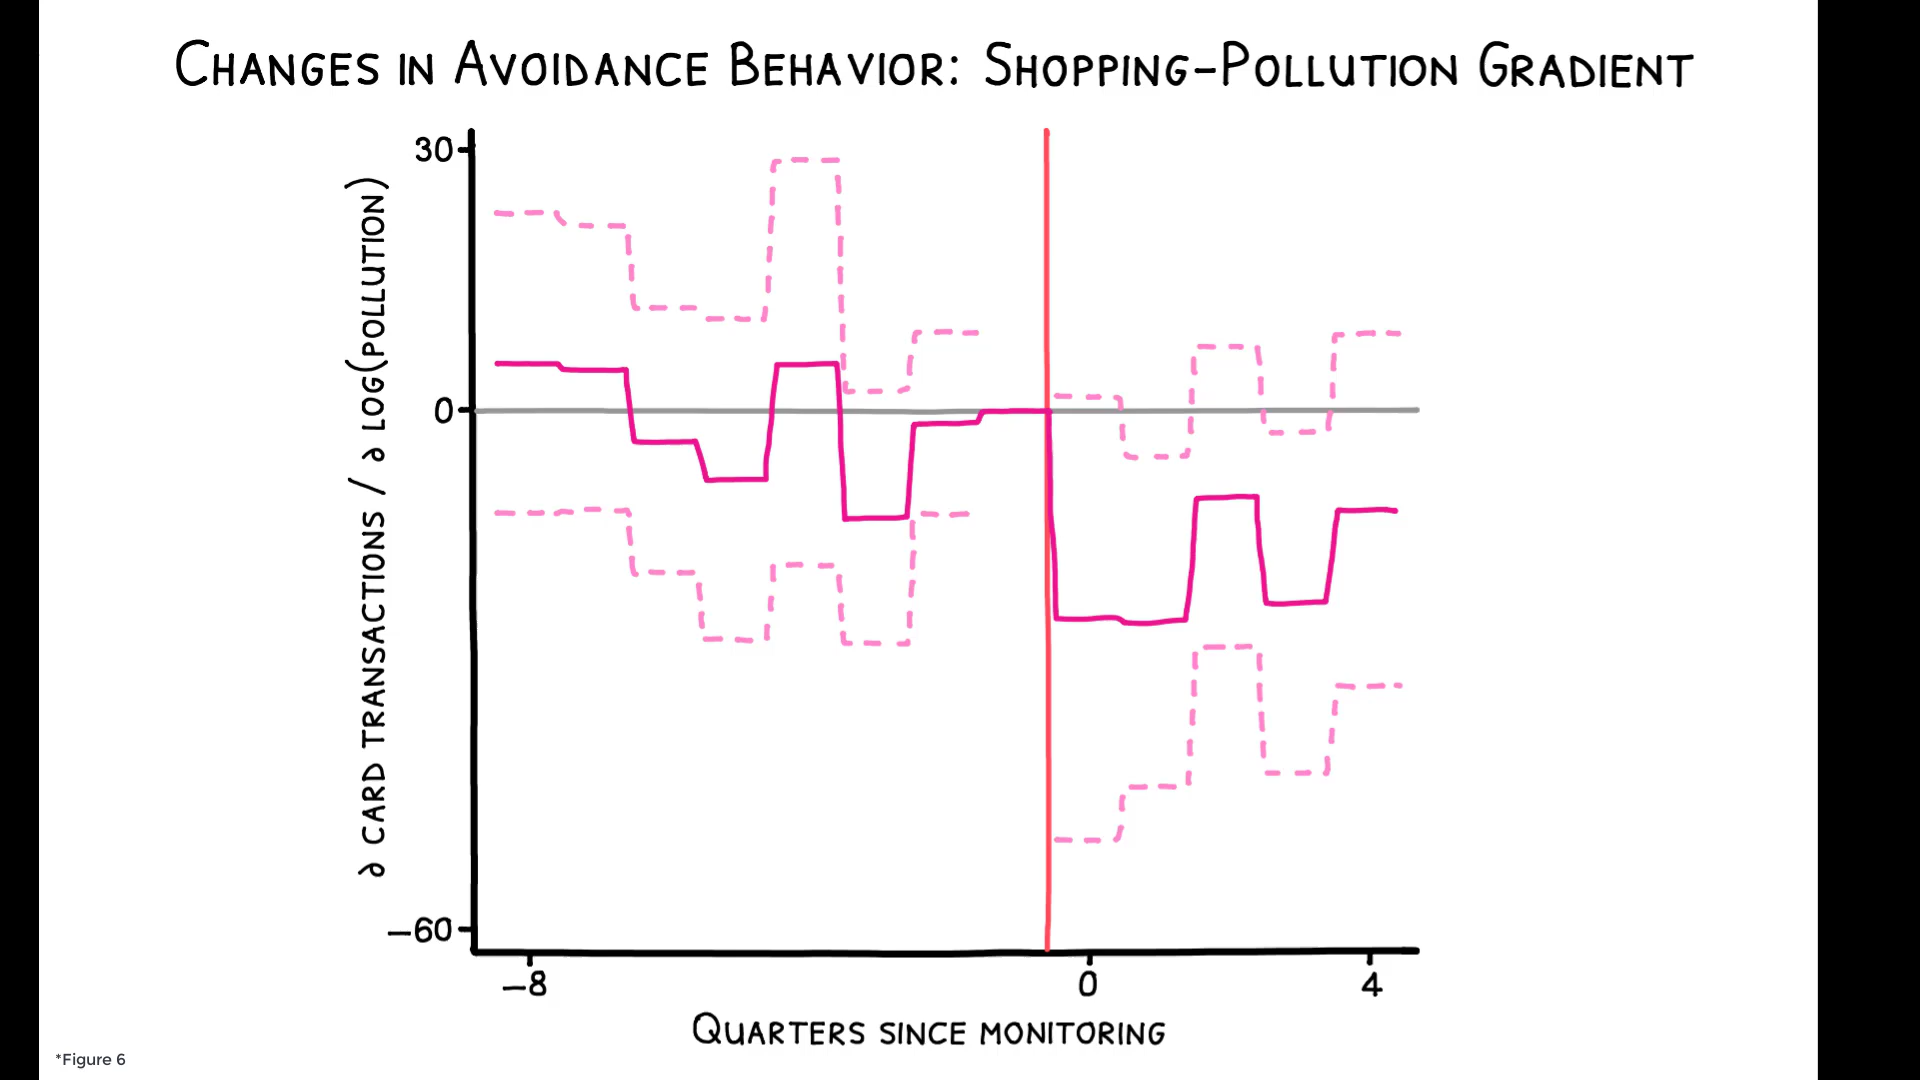 CHANGES IN AVOIDANCE BEHAVIOR: SHOPPING-POLLUTION GRADIENT
30
0
-60
∂ CARD TRANSACTIONS / ∂ LOG(POLLUTION)
-8
0
4
QUARTERS SINCE MONITORING
*Figure 6